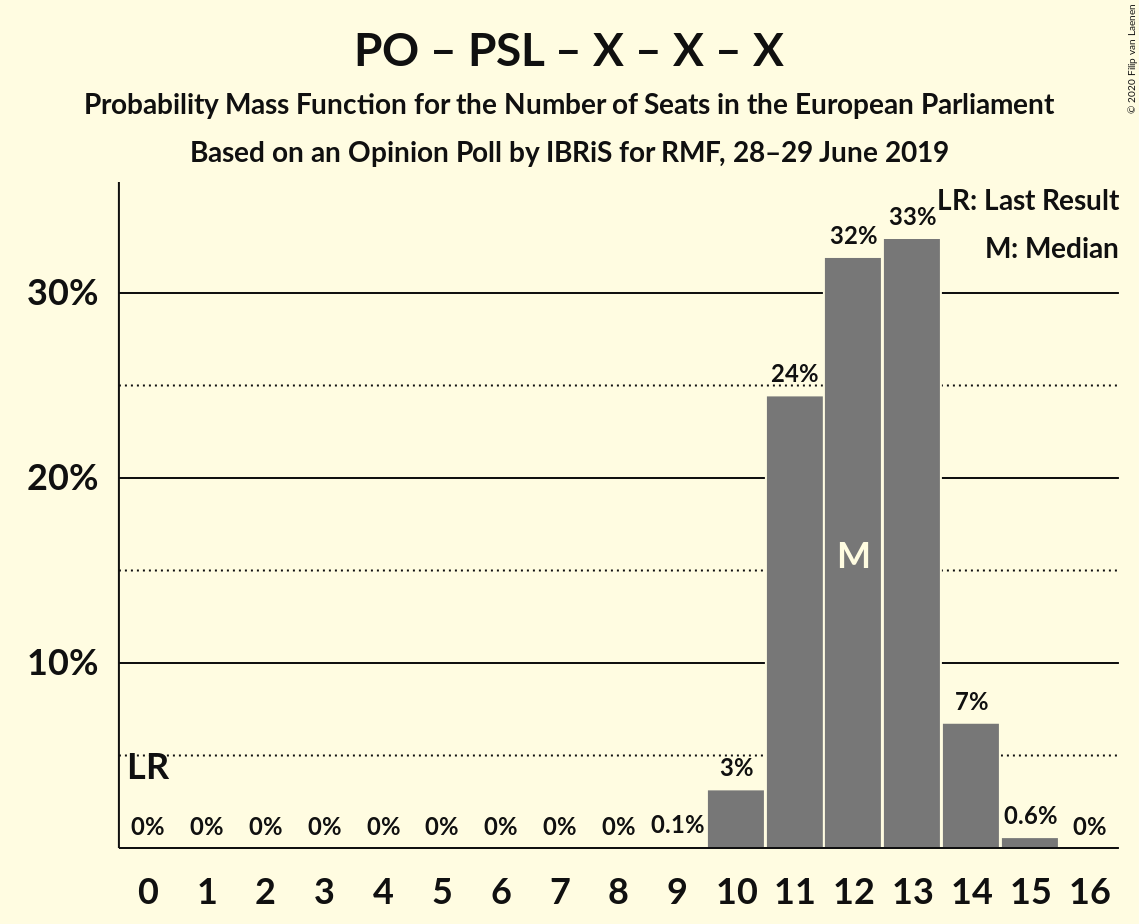 PO – PSL – X – X – X
Probability Mass Function for the Number of Seats in the European Parliament
Based on an Opinion Poll by IBRiS for RMF, 28–29 June 2019
© 2020 Filip van Laenen
LR: Last Result
M: Median
30%
20%
10%
LR
M
0% 0% 0% 0% 0% 0% 0% 0% 0% 0.1% 3% 24% 32% 33% 7% 0.6% 0%
0 1 2 3 4 5 6 7 8 9 10 11 12 13 14 15 16